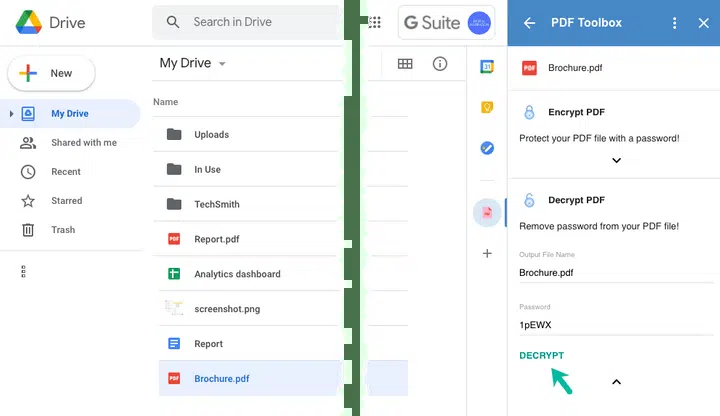 Drive
Search in Drive
G Suite
New
My Drive
Shared with me
Recent
Starred
Trash
My Drive
Name
Uploads
In Use
TechSmith
Report.pdf
Analytics dashboard
screenshot.png
Report
Brochure.pdf
PDF Toolbox
Brochure.pdf
Encrypt PDF
Protect your PDF file with a password!
Decrypt PDF
Remove password from your PDF file!
Output File Name
Brochure.pdf
Password
1pEWX
DECRYPT